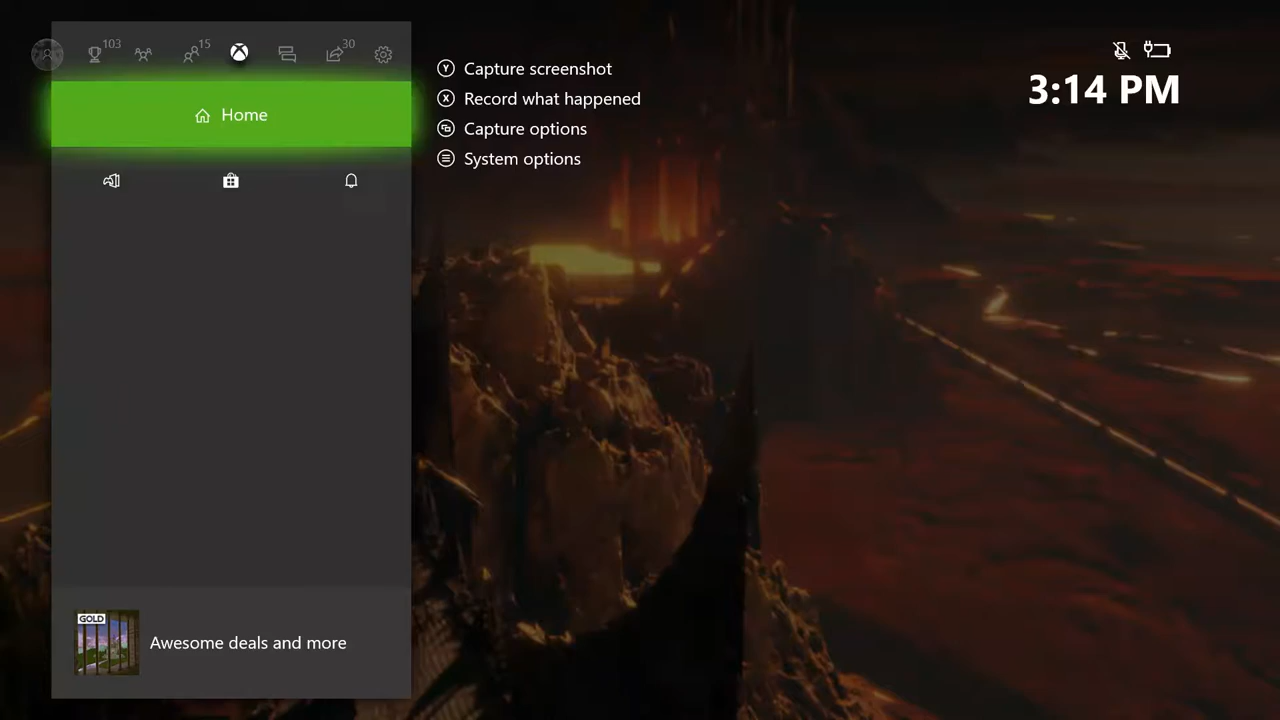 103
15
30
Home
Y Capture screenshot
X Record what happened
Capture options
System options
3:14 PM
GOLD
Awesome deals and more